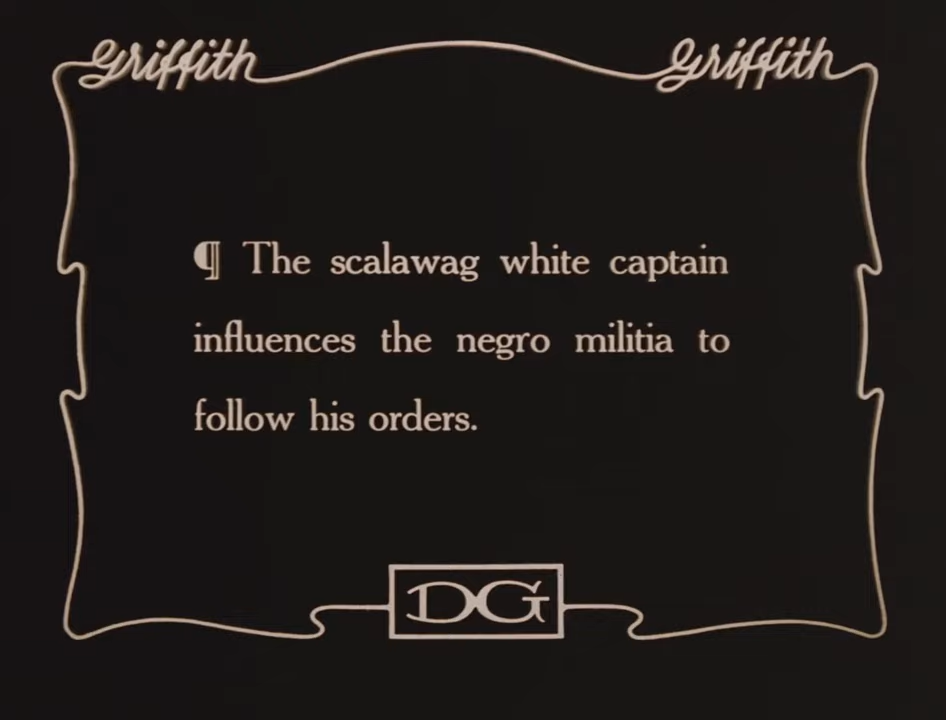 Griffith Griffith
¶ The scalawag white captain
influences the negro militia to
follow his orders.
DG